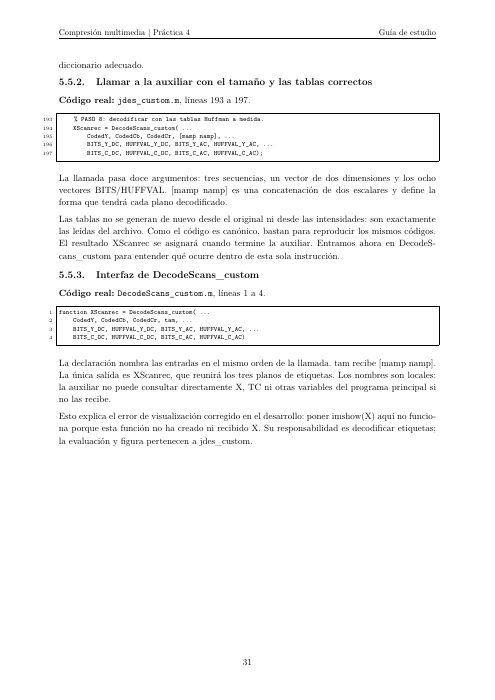 Compresión multimedia | Práctica 4 Guía de estudio
diccionario adecuado.
5.5.2. Llamar a la auxiliar con el tamaño y las tablas correctos
Código real: jdes_custom.m, líneas 193 a 197.
193 % PASO 8: decodificar con las tablas Huffman a medida.
194 XScanrec = DecodeScans_custom( ...
195 CodedY, CodedCb, CodedCr, [mamp namp], ...
196 BITS_Y_DC, HUFFVAL_Y_DC, BITS_Y_AC, HUFFVAL_Y_AC, ...
197 BITS_C_DC, HUFFVAL_C_DC, BITS_C_AC, HUFFVAL_C_AC);
La llamada pasa doce argumentos: tres secuencias, un vector de dos dimensiones y los ocho
vectores BITS/HUFFVAL. [mamp namp] es una concatenación de dos escalares y define la
forma que tendrá cada plano decodificado.
Las tablas no se generan de nuevo desde el original ni desde las intensidades: son exactamente
las leídas del archivo. Como el código es canónico, bastan para reproducir los mismos códigos.
El resultado XScanrec se asignará cuando termine la auxiliar. Entramos ahora en DecodeS-
cans_custom para entender qué ocurre dentro de esta sola instrucción.
5.5.3. Interfaz de DecodeScans_custom
Código real: DecodeScans_custom.m, líneas 1 a 4.
1 function XScanrec = DecodeScans_custom( ...
2 CodedY, CodedCb, CodedCr, tam, ...
3 BITS_Y_DC, HUFFVAL_Y_DC, BITS_Y_AC, HUFFVAL_Y_AC, ...
4 BITS_C_DC, HUFFVAL_C_DC, BITS_C_AC, HUFFVAL_C_AC)
La declaración nombra las entradas en el mismo orden de la llamada. tam recibe [mamp namp].
La única salida es XScanrec, que reunirá los tres planos de etiquetas. Los nombres son locales:
la auxiliar no puede consultar directamente X, TC ni otras variables del programa principal si
no las recibe.
Esto explica el error de visualización corregido en el desarrollo: poner imshow(X) aquí no funcio-
na porque esta función no ha creado ni recibido X. Su responsabilidad es decodificar etiquetas;
la evaluación y figura pertenecen a jdes_custom.
31